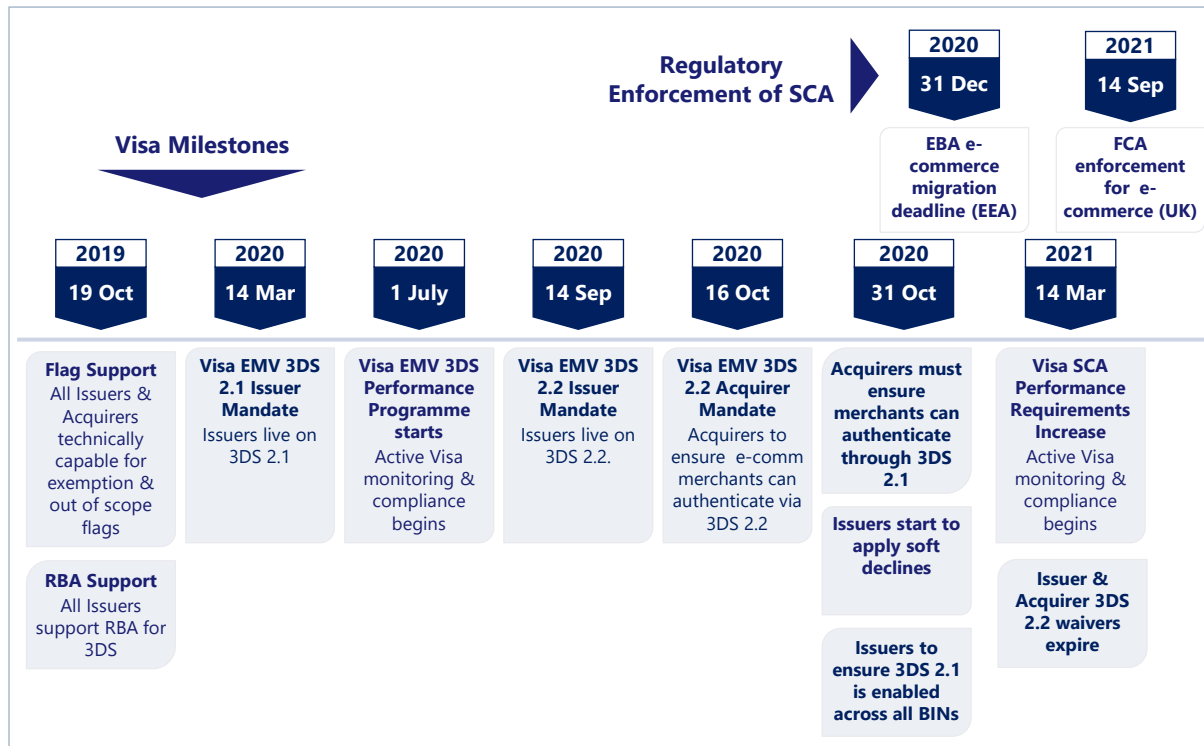 Regulatory
Enforcement of SCA
2020
31 Dec
EBA e-
commerce
migration
deadline (EEA)
2021
14 Sep
FCA
enforcement
for e-
commerce (UK)
Visa Milestones
2019
19 Oct
Flag Support
All Issuers &
Acquirers
technically
capable for
exemption &
out of scope
flags
RBA Support
All Issuers
support RBA for
3DS
2020
14 Mar
Visa EMV 3DS
2.1 Issuer
Mandate
Issuers live on
3DS 2.1
2020
1 July
Visa EMV 3DS
Performance
Programme
starts
Active Visa
monitoring &
compliance
begins
2020
14 Sep
Visa EMV 3DS
2.2 Issuer
Mandate
Issuers live on
3DS 2.2.
2020
16 Oct
Visa EMV 3DS
2.2 Acquirer
Mandate
Acquirers to
ensure e-comm
merchants can
authenticate via
3DS 2.2
2020
31 Oct
Acquirers must
ensure
merchants can
authenticate
through 3DS
2.1
Issuers start to
apply soft
declines
Issuers to
ensure 3DS 2.1
is enabled
across all BINs
2021
14 Mar
Visa SCA
Performance
Requirements
Increase
Active Visa
monitoring &
compliance
begins
Issuer &
Acquirer 3DS
2.2 waivers
expire